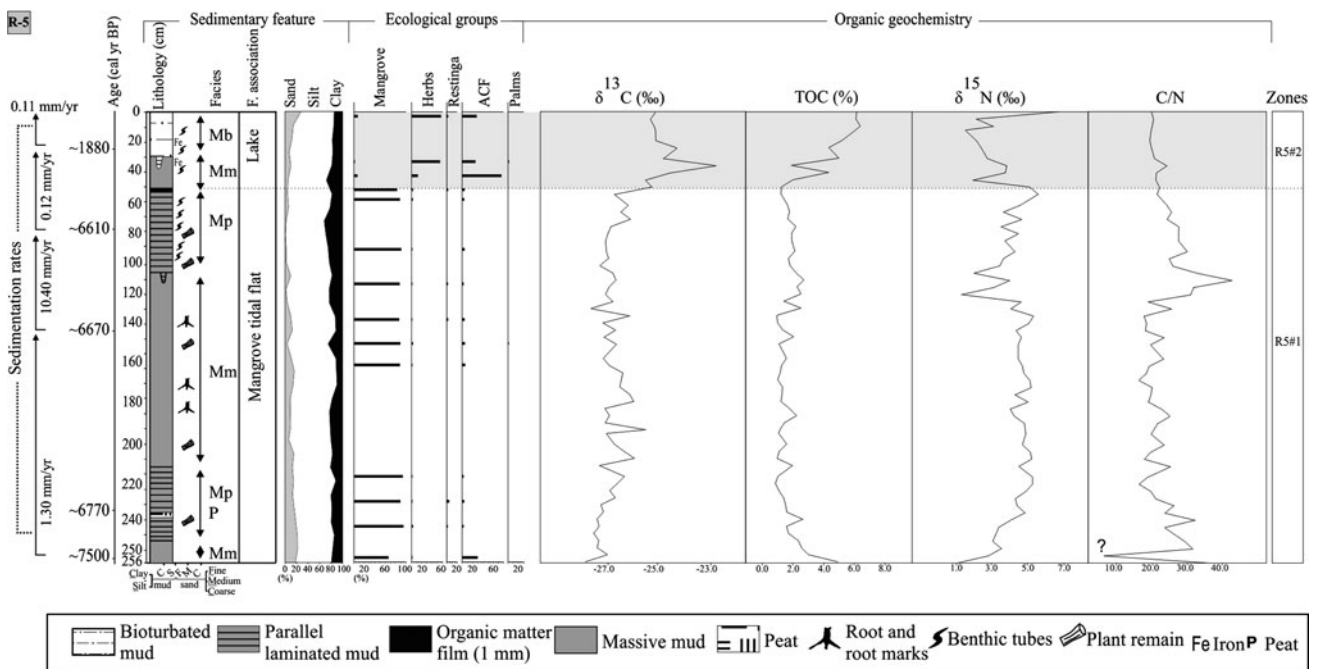 R-5
Sedimentary feature
Ecological groups
Organic geochemistry
Sedimentation rates
0.11 mm/yr
0.12 mm/yr
10.40 mm/yr
1.30 mm/yr
Age (cal yr BP)
~1880
~6610
~6670
~6770
~7500
Lithology (cm)
0
10
20
40
60
80
100
120
140
160
180
200
220
240
250
256
Facies
Fe
Fe
Mb
Mm
Mp
Mm
Mp
P
Mm
F. association
Lake
Mangrove tidal flat
Sand
Silt
Clay
Mangrove
Herbs
Restinga
ACF
Palms
δ 13 C (‰)
TOC (%)
δ 15 N (‰)
C/N
Zones
R5#2
R5#1
?
Clay
Silt
C S F M C
mud
sand
Fine
Medium
Coarse
0 20 60 80 100
(%)
20 60 100
(%)
20 60
20
20 60
20
-27.0 -25.0 -23.0
0.0 2.0 4.0 6.0
1.0 3.0 5.0 7.0
10.0 20.0 30.0 40.0
Bioturbated mud
Parallel laminated mud
Organic matter film (1 mm)
Massive mud
Peat
Root and root marks
Benthic tubes
Plant remain
Fe Iron
P Peat